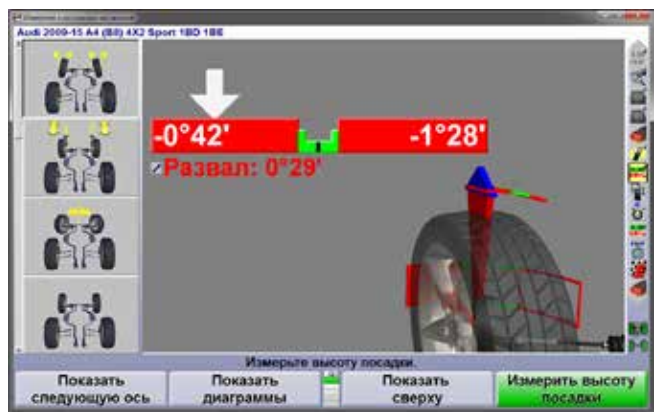 Audi 2009-15 A4 (B8) 4X2 Sport 1BD 1BE
-0°42'
-1°28'
Развал: 0°29'
Измерьте высоту посадки.
Показать
следующую ось
Показать
диаграммы
Показать
сверху
Измерить высоту
посадки